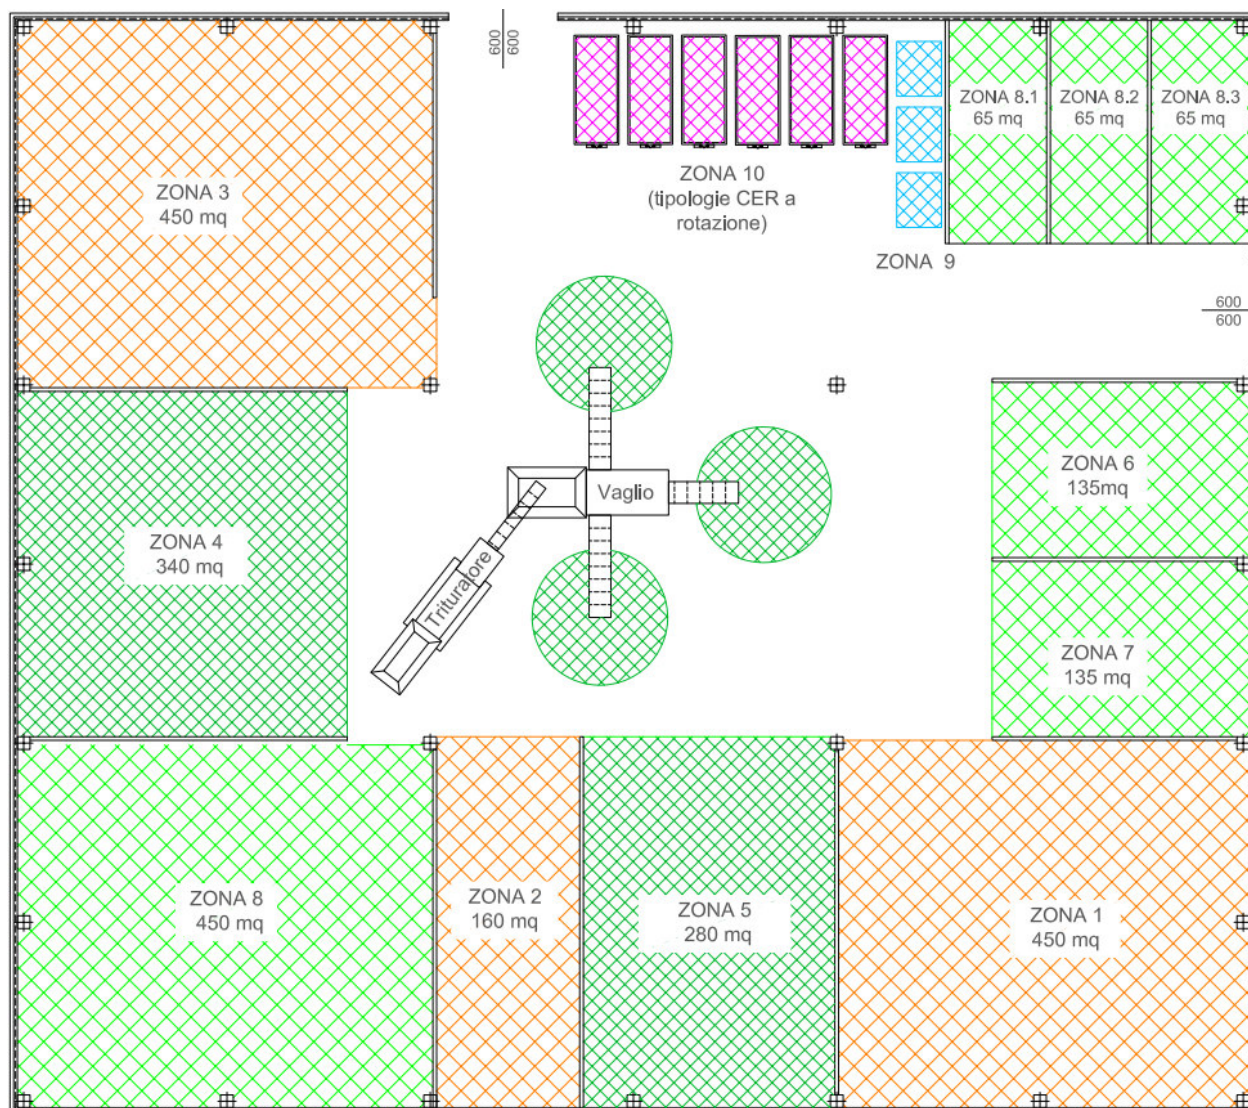 600
600
ZONA 8.1
65 mq
ZONA 8.2
65 mq
ZONA 8.3
65 mq
ZONA 3
450 mq
ZONA 10
(tipologie CER a
rotazione)
ZONA 9
600
600
ZONA 6
135mq
Vaglio
ZONA 4
340 mq
Trituratore
ZONA 7
135 mq
ZONA 8
450 mq
ZONA 2
160 mq
ZONA 5
280 mq
ZONA 1
450 mq